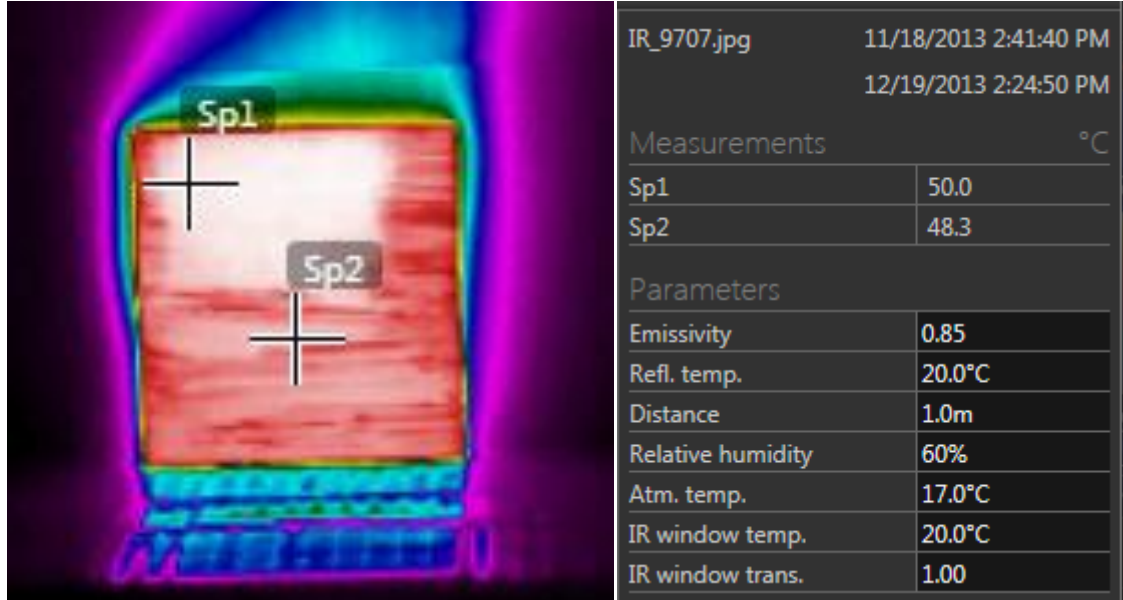 Sp1
Sp2
IR_9707.jpg 11/18/2013 2:41:40 PM
12/19/2013 2:24:50 PM
Measurements °C
Sp1 50.0
Sp2 48.3
Parameters
Emissivity 0.85
Refl. temp. 20.0°C
Distance 1.0m
Relative humidity 60%
Atm. temp. 17.0°C
IR window temp. 20.0°C
IR window trans. 1.00